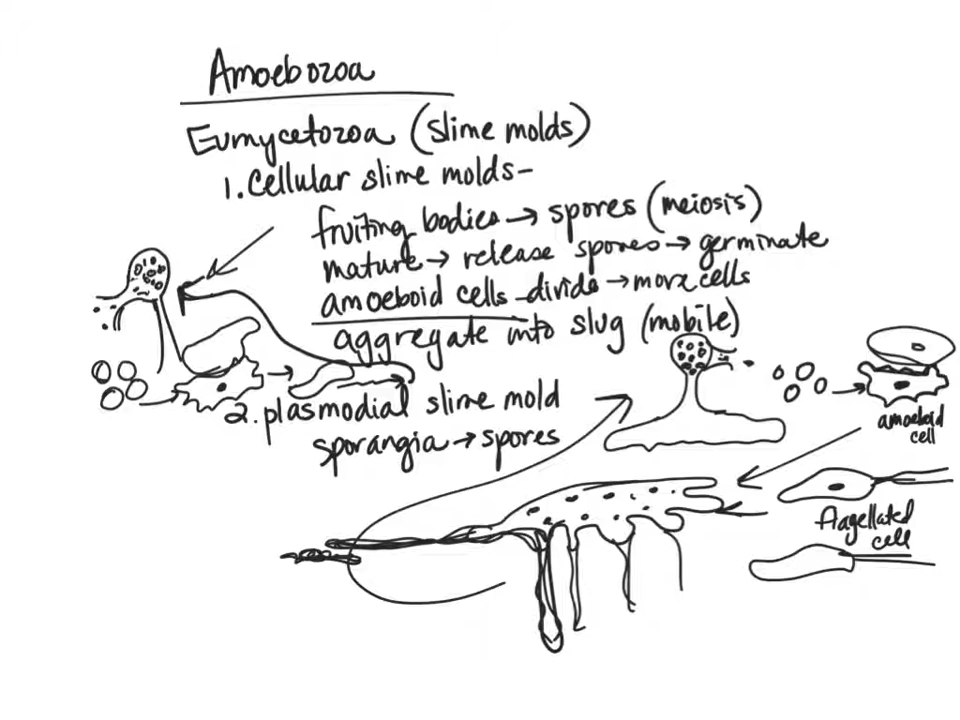 Amoebozoa
Eumycetozoa (slime molds)
1. Cellular slime molds-
fruiting bodies → spores (meiosis)
mature → release spores → germinate
amoeboid cells divide → more cells
aggregate into slug (mobile)
2. plasmodial slime mold
sporangia → spores
amoeboid
cell
flagellated
cell